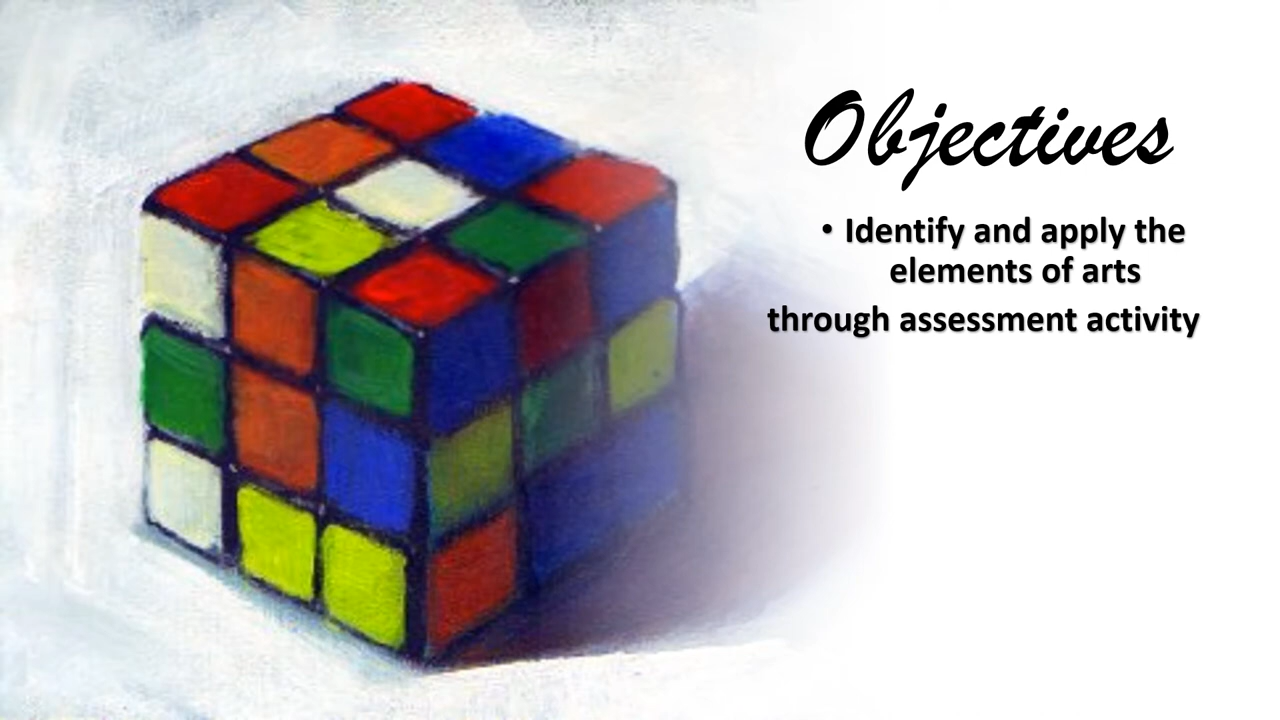 Objectives
• Identify and apply the
elements of arts
through assessment activity